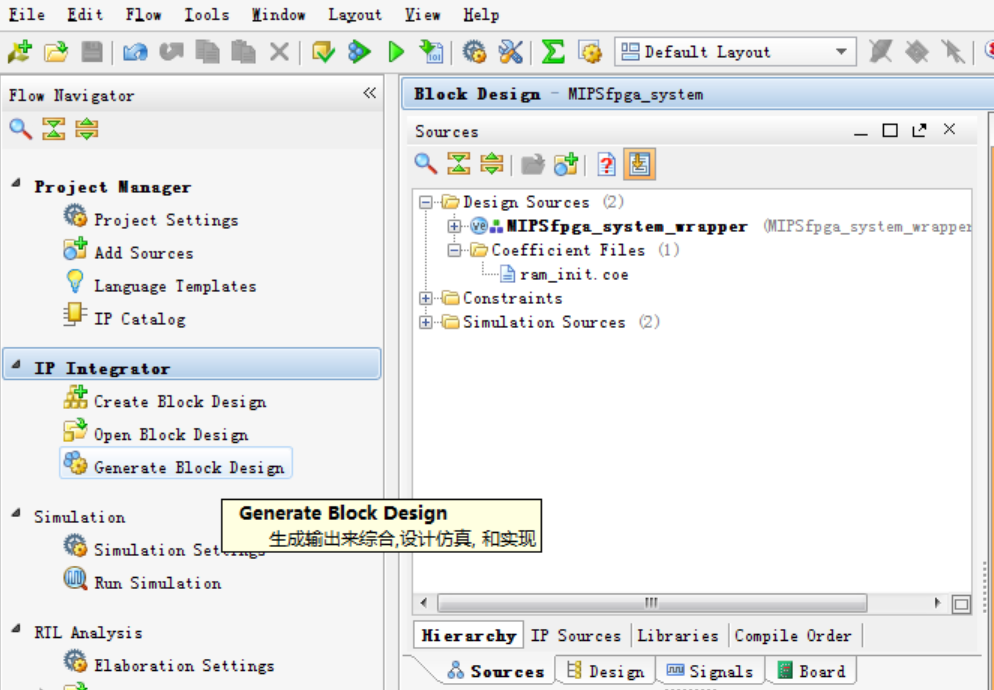 File Edit Flow Tools Window Layout View Help
Default Layout
Flow Navigator
Project Manager
Project Settings
Add Sources
Language Templates
IP Catalog
IP Integrator
Create Block Design
Open Block Design
Generate Block Design
Generate Block Design
生成输出来综合,设计仿真, 和实现
Simulation
Simulation Settings
Run Simulation
RTL Analysis
Elaboration Settings
Block Design - MIPSfpga_system
Sources
Design Sources (2)
MIPSfpga_system_wrapper (MIPSfpga_system_wrapper
Coefficient Files (1)
ram_init.coe
Constraints
Simulation Sources (2)
Hierarchy IP Sources Libraries Compile Order
Sources Design Signals Board